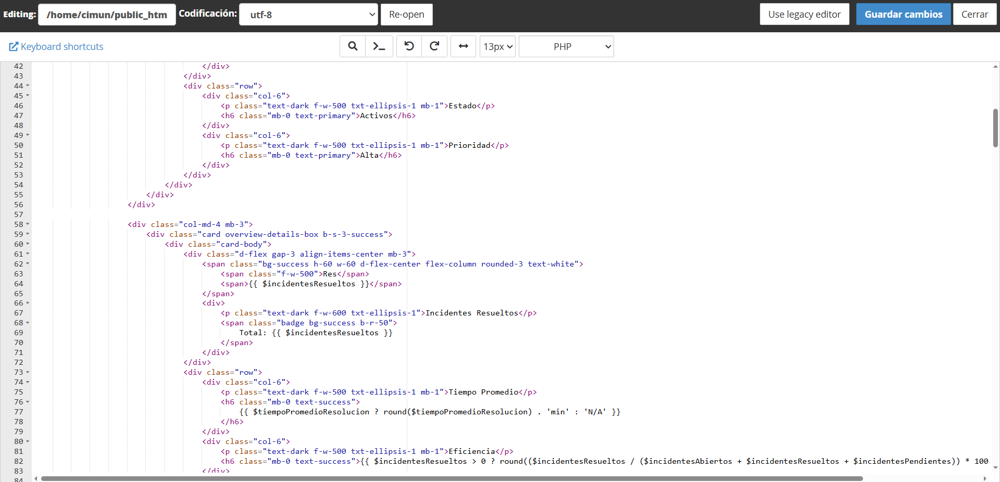 Editing: /home/cimun/public_htm Codificación: utf-8 Re-open Use legacy editor Guardar cambios Cerrar
Keyboard shortcuts 13px PHP
42 </div>
43 </div>
44 <div class="row">
45 <div class="col-6">
46 <p class="text-dark f-w-500 txt-ellipsis-1 mb-1">Estado</p>
47 <h6 class="mb-0 text-primary">Activos</h6>
48 </div>
49 <div class="col-6">
50 <p class="text-dark f-w-500 txt-ellipsis-1 mb-1">Prioridad</p>
51 <h6 class="mb-0 text-primary">Alta</h6>
52 </div>
53 </div>
54 </div>
55 </div>
56 </div>
57
58 <div class="col-md-4 mb-3">
59 <div class="card overview-details-box b-s-3-success">
60 <div class="card-body">
61 <div class="d-flex gap-3 align-items-center mb-3">
62 <span class="bg-success h-60 w-60 d-flex-center flex-column rounded-3 text-white">
63 <span class="f-w-500">Res</span>
64 <span>{{ $incidentesResueltos }}</span>
65 </span>
66 <div>
67 <p class="text-dark f-w-600 txt-ellipsis-1">Incidentes Resueltos</p>
68 <span class="badge bg-success b-r-50">
69 Total: {{ $incidentesResueltos }}
70 </span>
71 </div>
72 </div>
73 <div class="row">
74 <div class="col-6">
75 <p class="text-dark f-w-500 txt-ellipsis-1 mb-1">Tiempo Promedio</p>
76 <h6 class="mb-0 text-success">
77 {{ $tiempoPromedioResolucion ? round($tiempoPromedioResolucion) . 'min' : 'N/A' }}
78 </h6>
79 </div>
80 <div class="col-6">
81 <p class="text-dark f-w-500 txt-ellipsis-1 mb-1">Eficiencia</p>
82 <h6 class="mb-0 text-success">{{ $incidentesResueltos > 0 ? round(($incidentesResueltos / ($incidentesAbiertos + $incidentesResueltos + $incidentesPendientes)) * 100
83 </div>
84